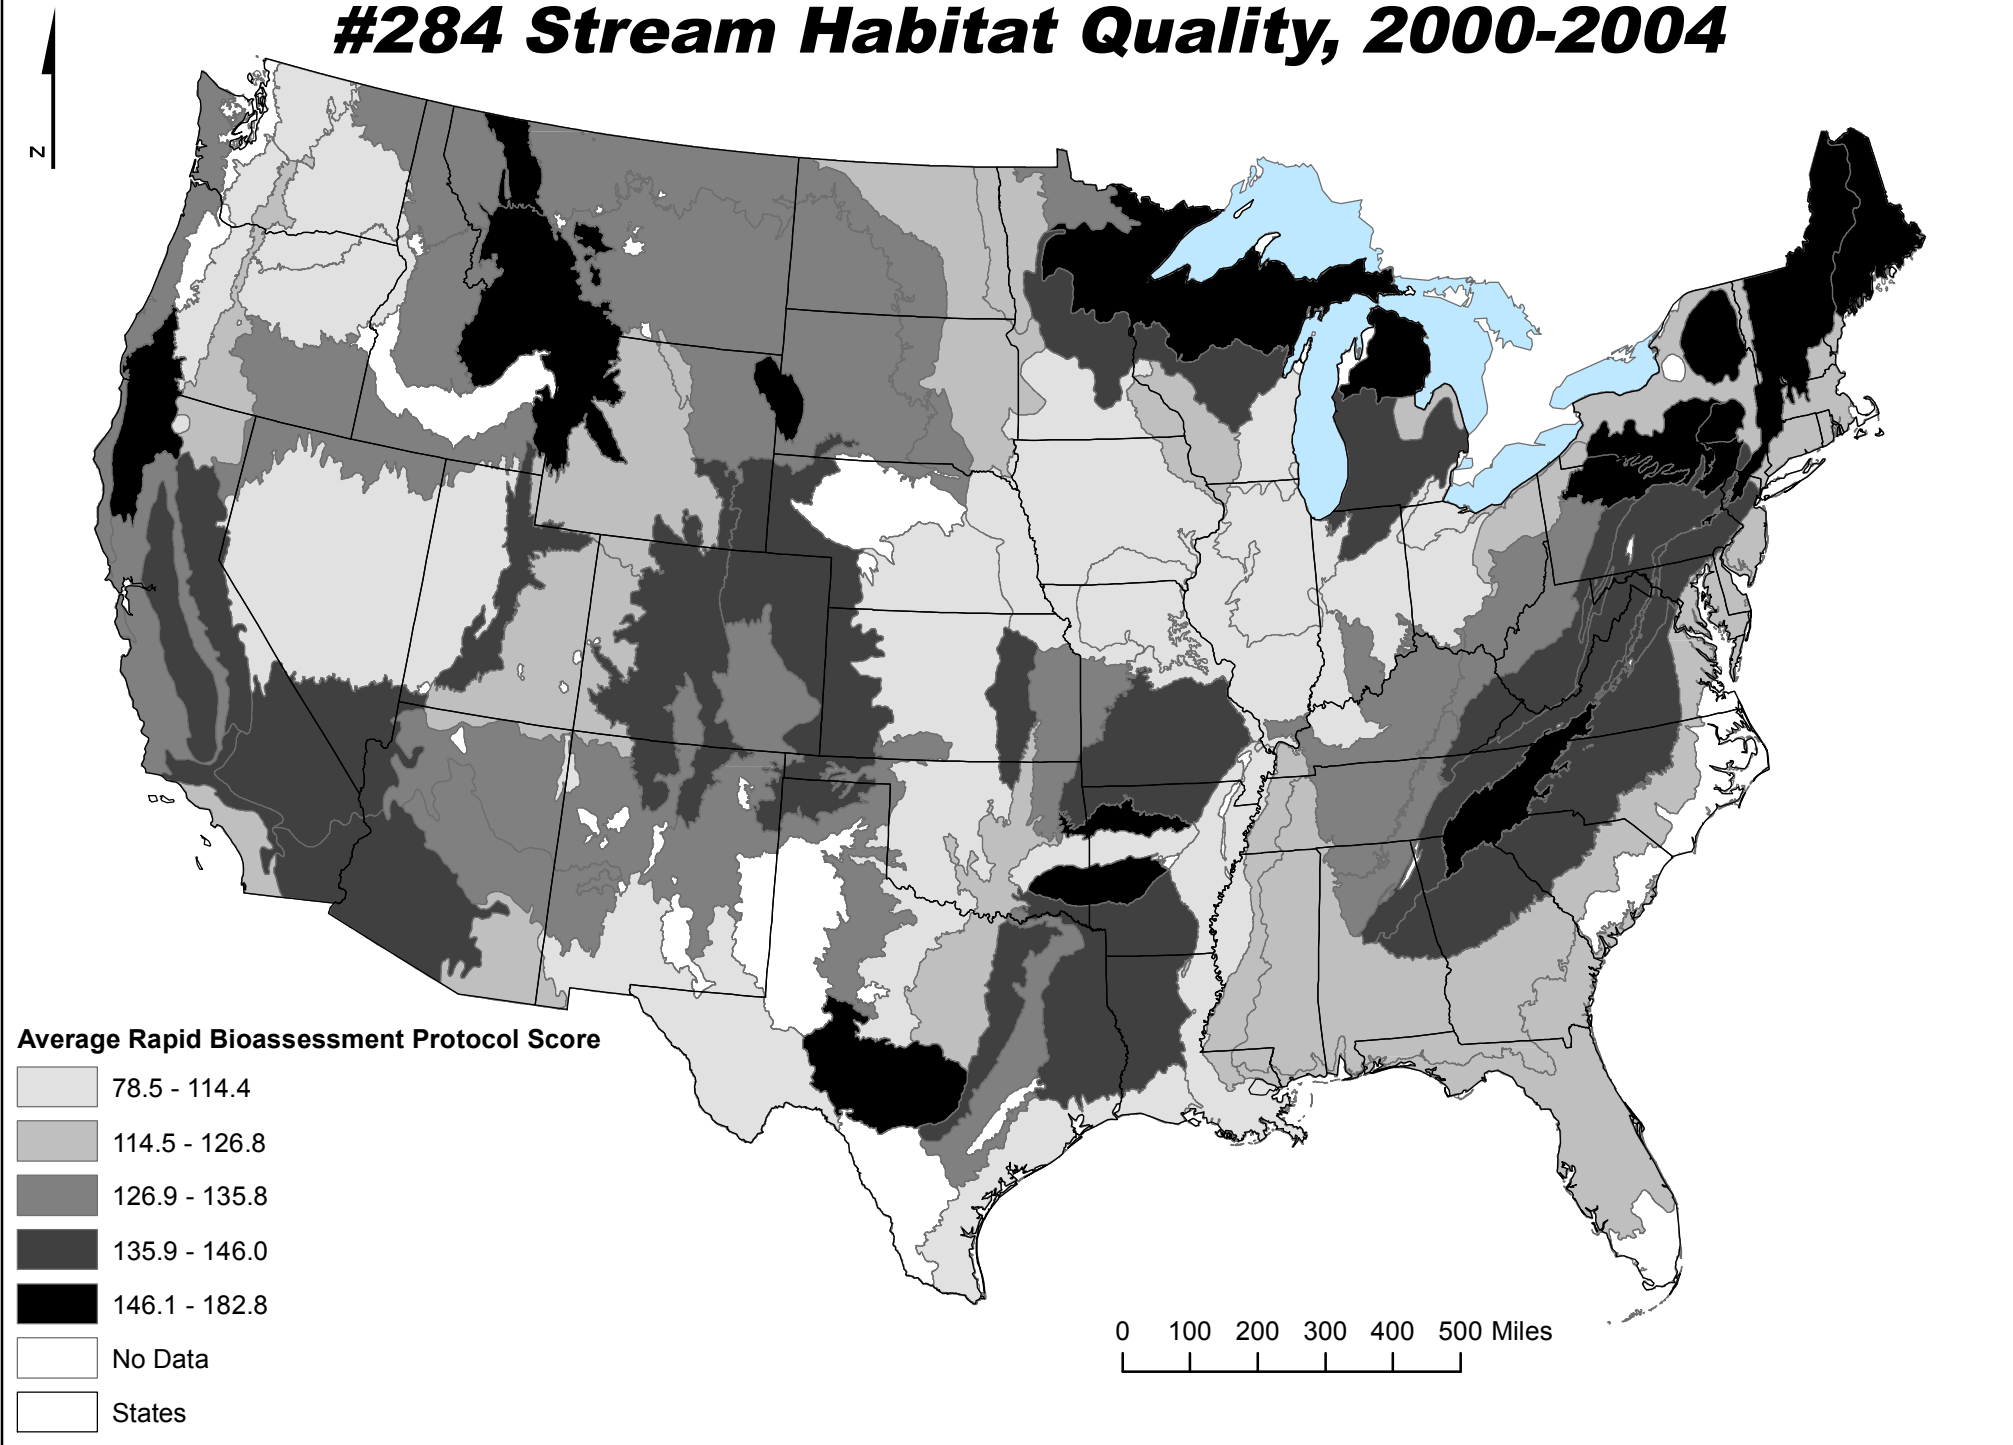 #284 Stream Habitat Quality, 2000-2004
N
Average Rapid Bioassessment Protocol Score
78.5 - 114.4
114.5 - 126.8
126.9 - 135.8
135.9 - 146.0
146.1 - 182.8
No Data
States
0 100 200 300 400 500 Miles